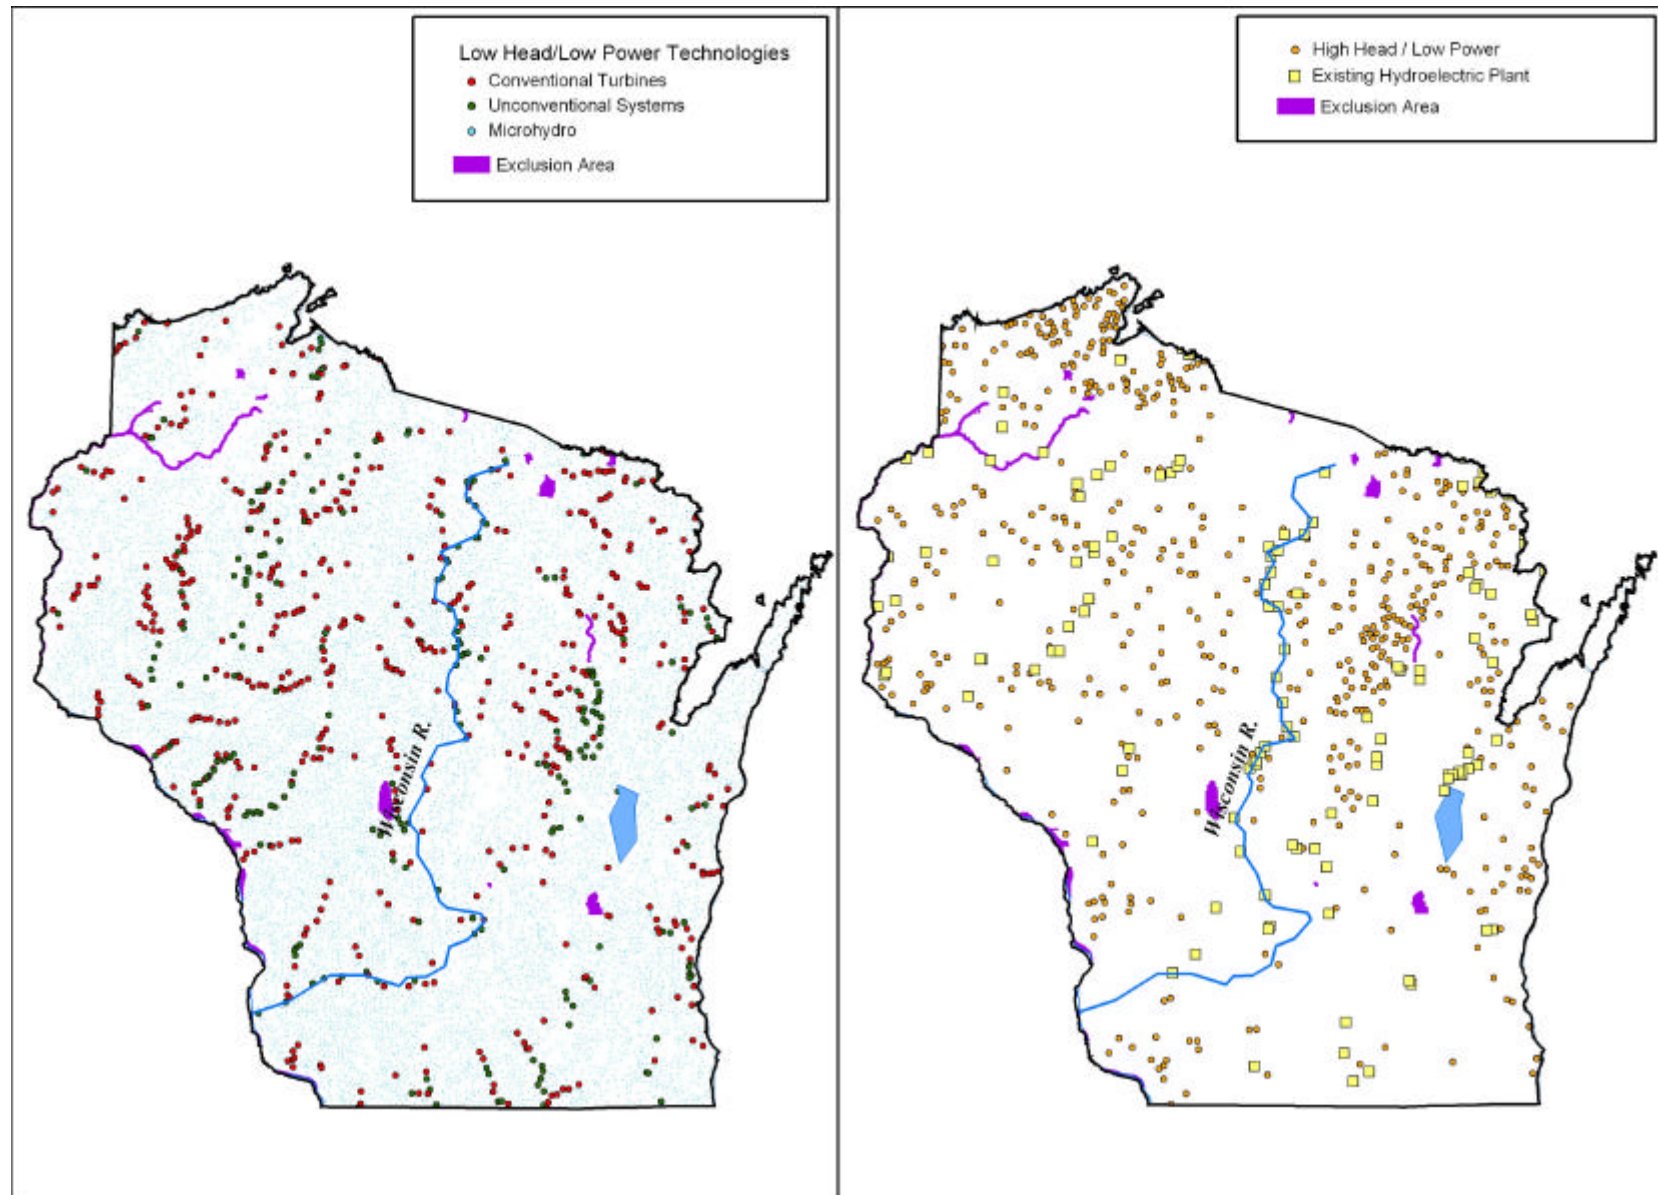 Low Head/Low Power Technologies
Conventional Turbines
Unconventional Systems
Microhydro
Exclusion Area
Wisconsin R.
High Head / Low Power
Existing Hydroelectric Plant
Exclusion Area
Wisconsin R.